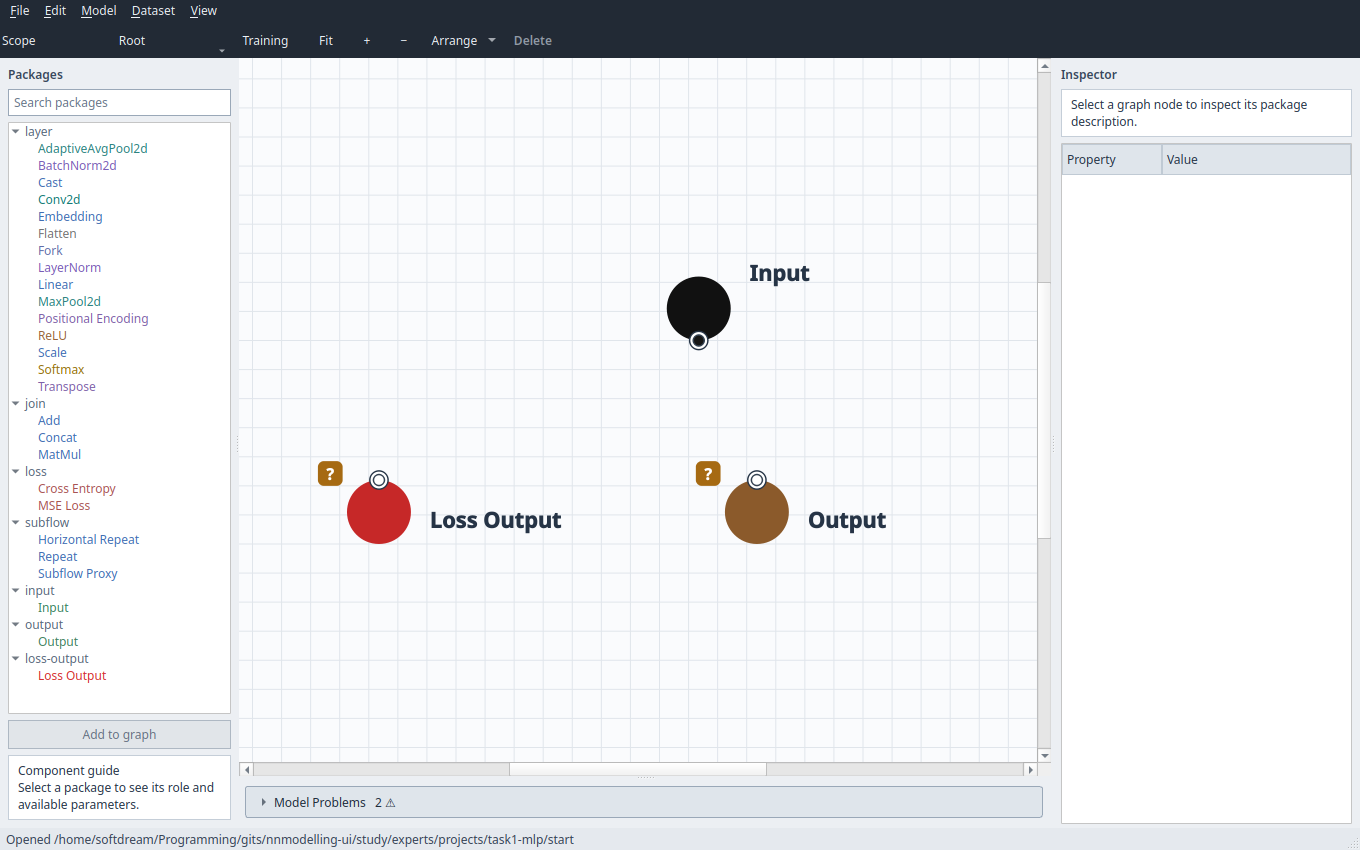 File Edit Model Dataset View
Scope Root Training Fit + − Arrange Delete
Packages
Search packages
layer
AdaptiveAvgPool2d
BatchNorm2d
Cast
Conv2d
Embedding
Flatten
Fork
LayerNorm
Linear
MaxPool2d
Positional Encoding
ReLU
Scale
Softmax
Transpose
join
Add
Concat
MatMul
loss
Cross Entropy
MSE Loss
subflow
Horizontal Repeat
Repeat
Subflow Proxy
input
Input
output
Output
loss-output
Loss Output
Add to graph
Component guide
Select a package to see its role and
available parameters.
Input
?
Loss Output
?
Output
Model Problems 2 ⚠
Inspector
Select a graph node to inspect its package
description.
Property Value
Opened /home/softdream/Programming/gits/nnmodelling-ui/study/experts/projects/task1-mlp/start